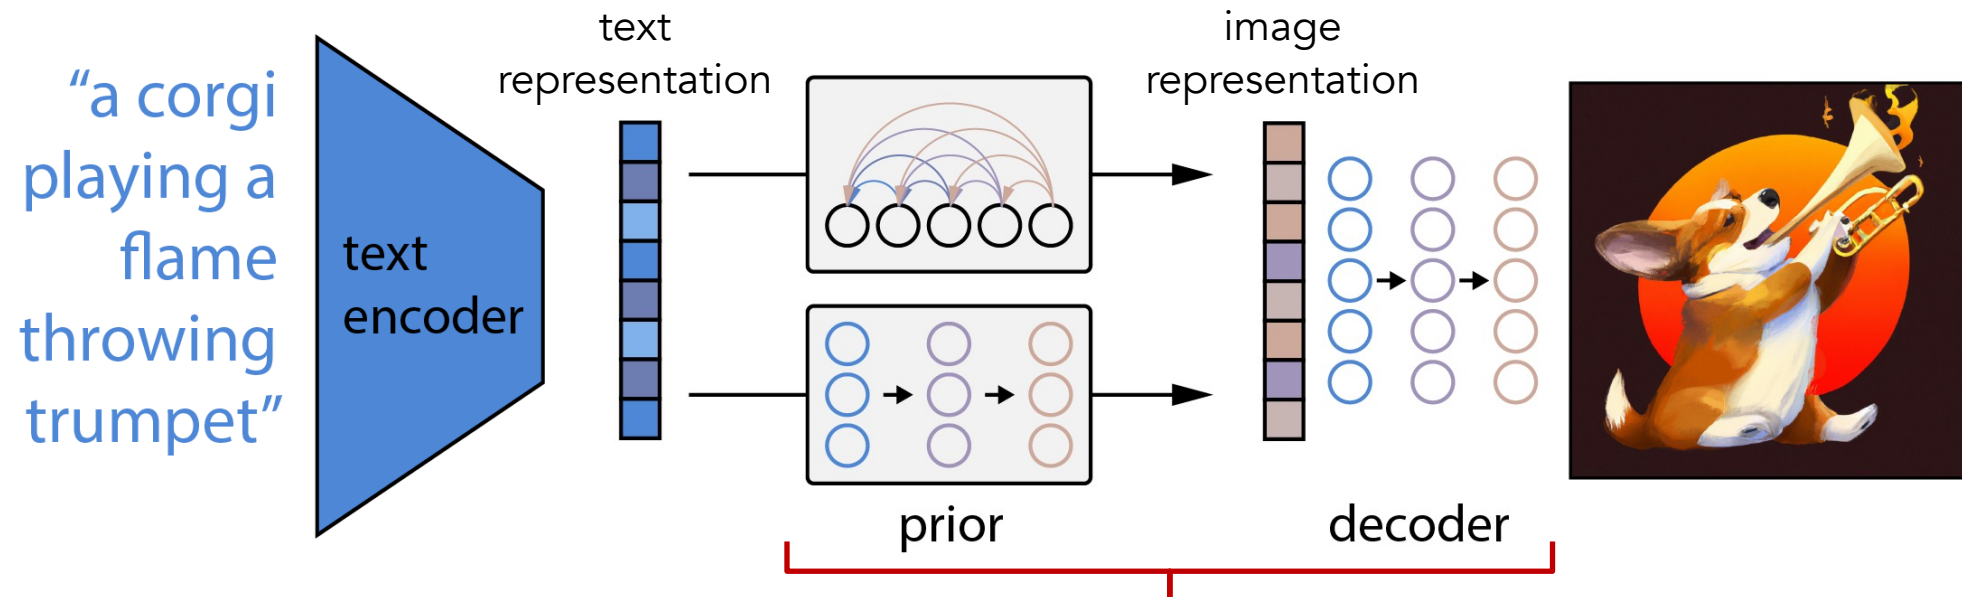 “a corgi
playing a
flame
throwing
trumpet”
text
encoder
text
representation
prior
image
representation
decoder